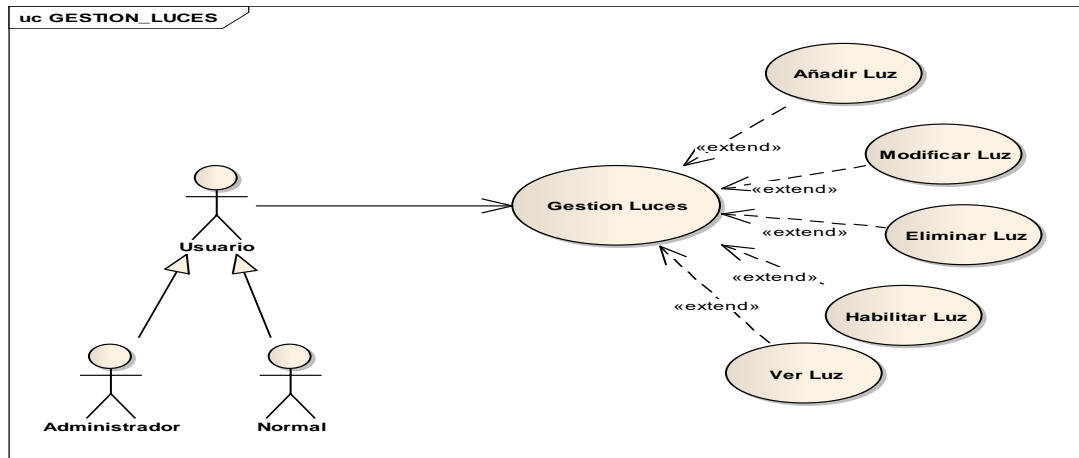 uc GESTION_LUCES
Añadir Luz
«extend»
Modificar Luz
«extend»
Gestion Luces
Eliminar Luz
«extend»
Usuario
«extend»
Habilitar Luz
«extend»
Ver Luz
Administrador
Normal